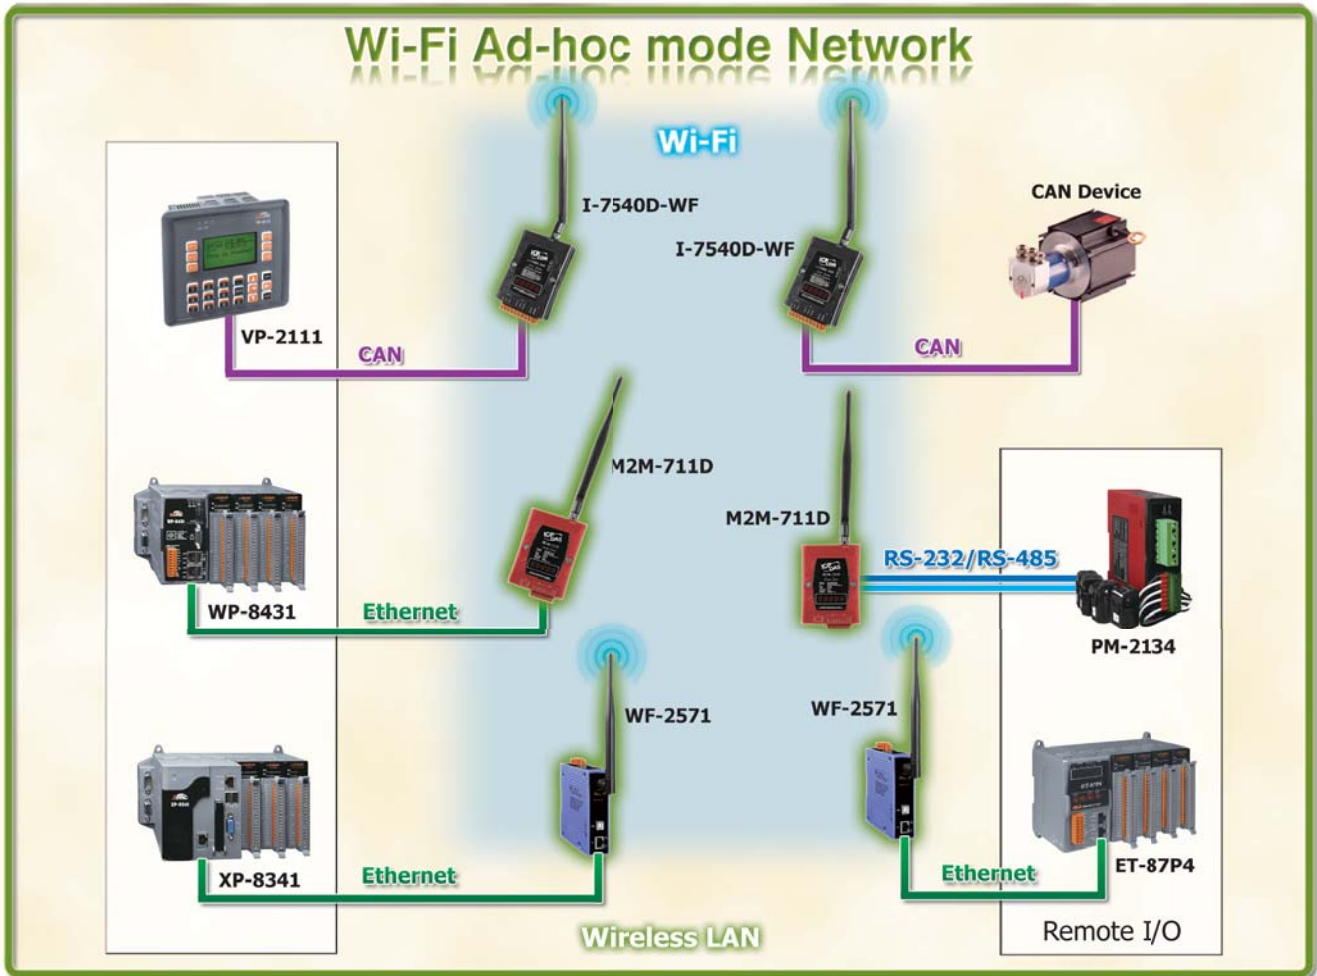 Wi-Fi Ad-hoc mode Network
Wi-Fi
I-7540D-WF
I-7540D-WF
CAN Device
VP-2111
CAN
CAN
M2M-711D
M2M-711D
RS-232/RS-485
WP-8431
Ethernet
PM-2134
WF-2571
WF-2571
XP-8341
Ethernet
Ethernet
ET-87P4
Wireless LAN
Remote I/O